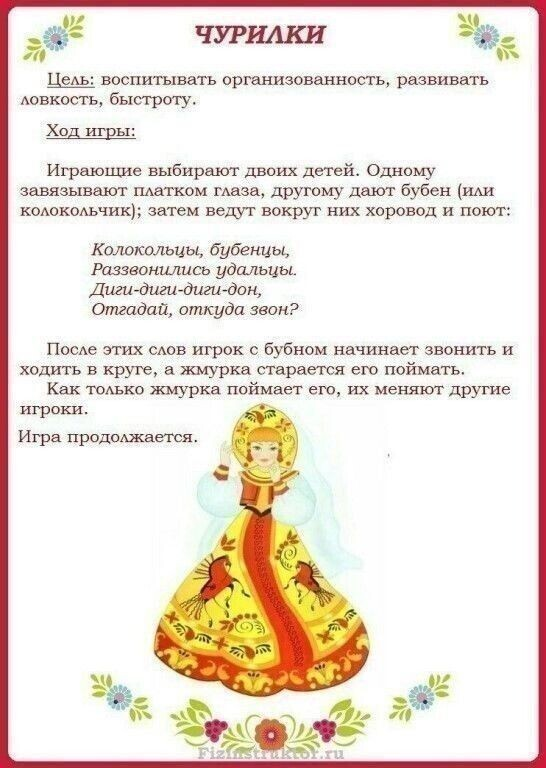 ЧУРИЛКИ
Цель: воспитывать организованность, развивать
ловкость, быстроту.
Ход игры:
Играющие выбирают двоих детей. Одному
завязывают платком глаза, другому дают бубен (или
колокольчик); затем ведут вокруг них хоровод и поют:
Колокольцы, бубенцы,
Раззвонились удальцы.
Диги-диги-диги-дон,
Отгадай, откуда звон?
После этих слов игрок с бубном начинает звонить и
ходить в круге, а жмурка старается его поймать.
Как только жмурка поймает его, их меняют другие
игроки.
Игра продолжается.
Fizinstruktor.ru